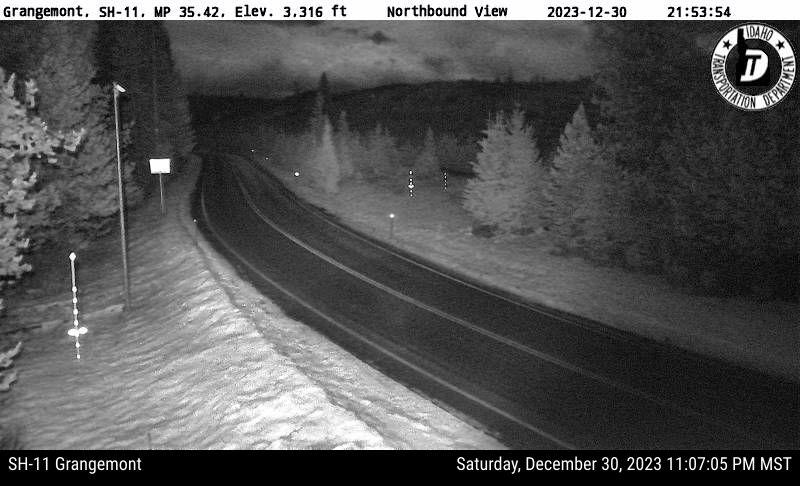 Grangemont, SH-11, MP 35.42, Elev. 3,316 ft Northbound View 2023-12-30 21:53:54
IDAHO
TRANSPORTATION DEPARTMENT
SH-11 Grangemont Saturday, December 30, 2023 11:07:05 PM MST